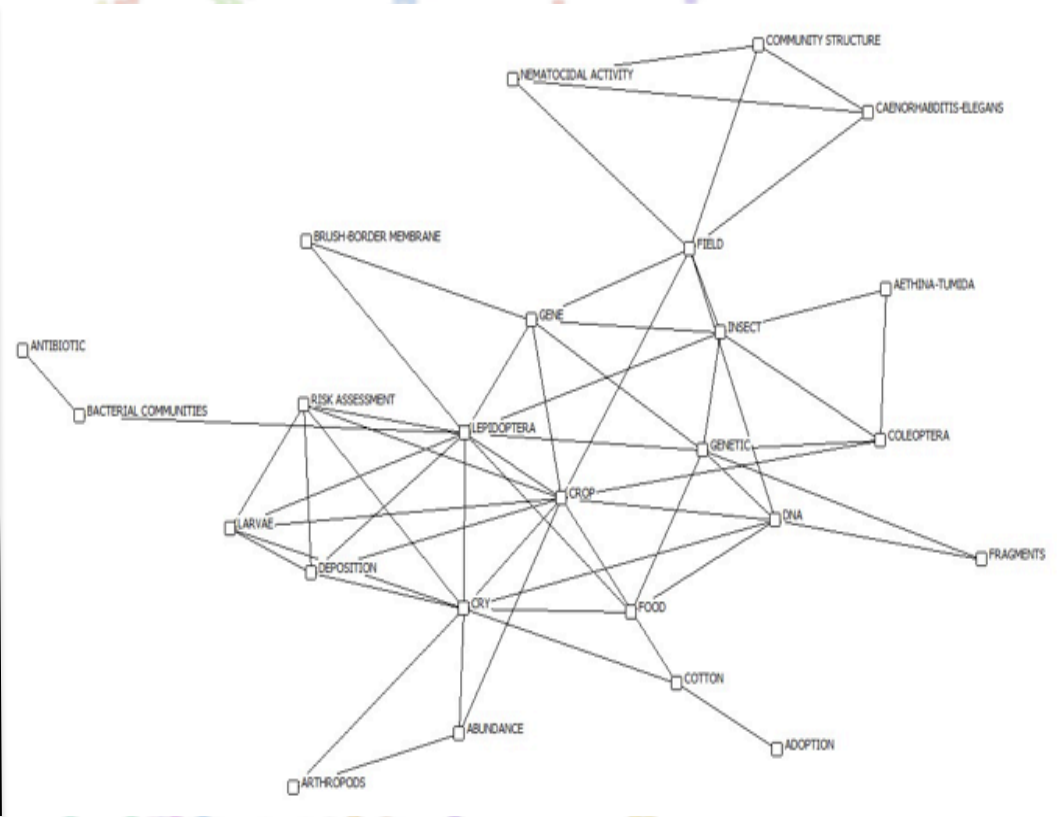 COMMUNITY STRUCTURE
NEMATOCIDAL ACTIVITY
CAENORHABDITIS-ELEGANS
BRUSH-BORDER MEMBRANE
FIELD
AETHINA-TUMIDA
GENE
INSECT
ANTIBIOTIC
RISK ASSESSMENT
BACTERIAL COMMUNITIES
LEPIDOPTERA
COLEOPTERA
GENETIC
CROP
DNA
LARVAE
FRAGMENTS
DEPOSITION
CRY
FOOD
COTTON
ABUNDANCE
ADOPTION
ARTHROPODS